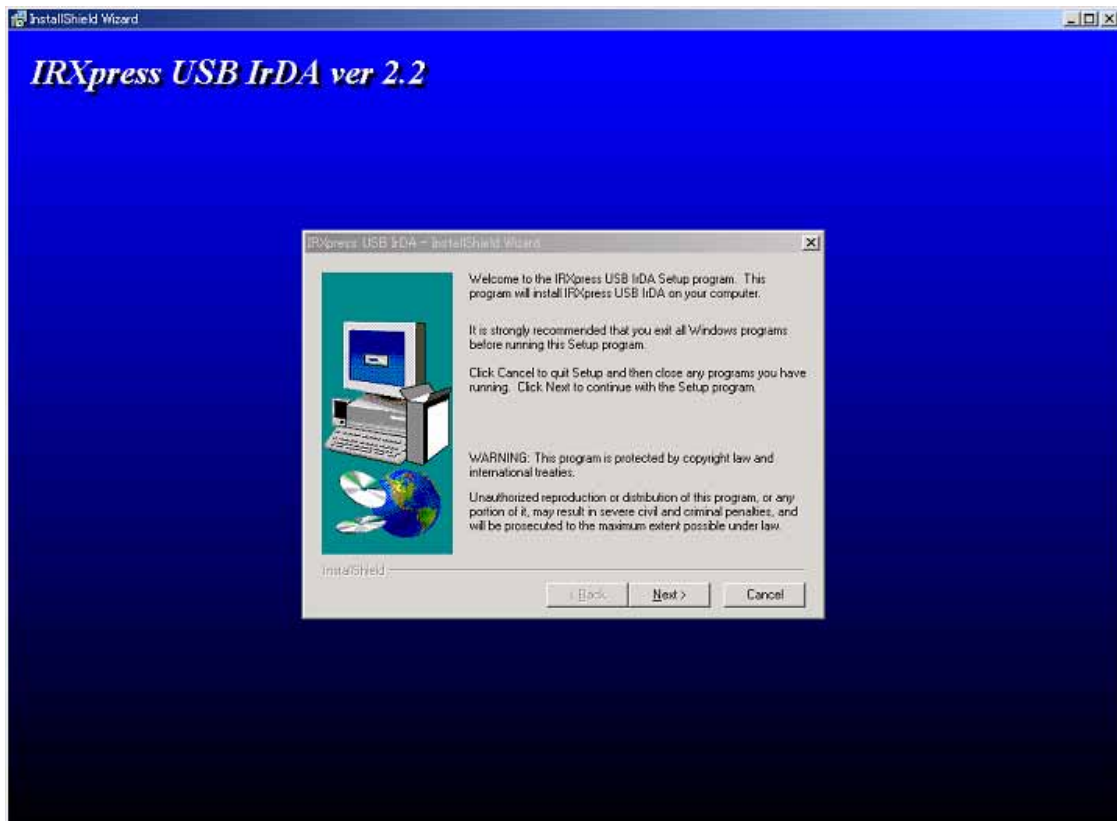 InstallShield Wizard
IRXpress USB IrDA ver 2.2
IRXpress USB IrDA - InstallShield Wizard
Welcome to the IRXpress USB IrDA Setup program.  This
program will install IRXpress USB IrDA on your computer.
It is strongly recommended that you exit all Windows programs
before running this Setup program.
Click Cancel to quit Setup and then close any programs you have
running.  Click Next to continue with the Setup program.
WARNING: This program is protected by copyright law and
international treaties.
Unauthorized reproduction or distribution of this program, or any
portion of it, may result in severe civil and criminal penalties, and
will be prosecuted to the maximum extent possible under law.
InstallShield
< Back
Next >
Cancel